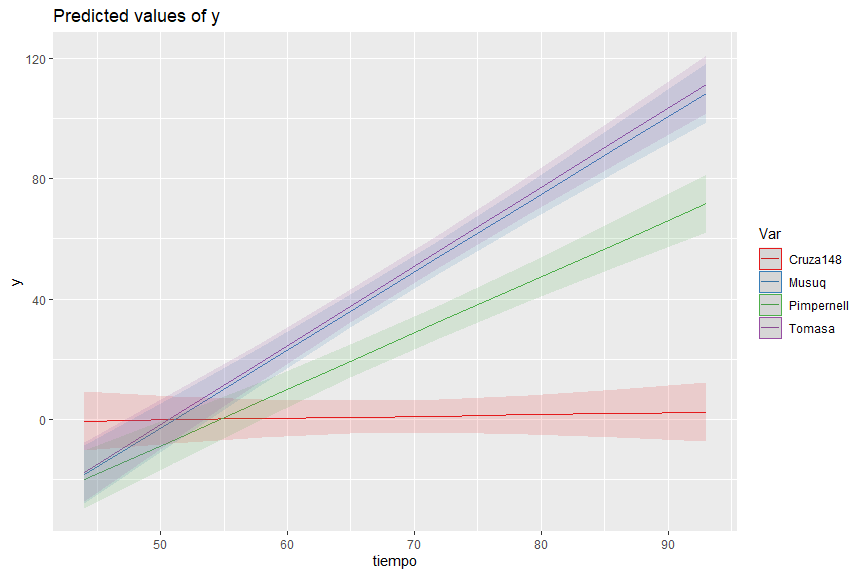 Predicted values of y
120
80
40
0
y
50
60
70
80
90
tiempo
Var
Cruza148
Musuq
Pimpernell
Tomasa